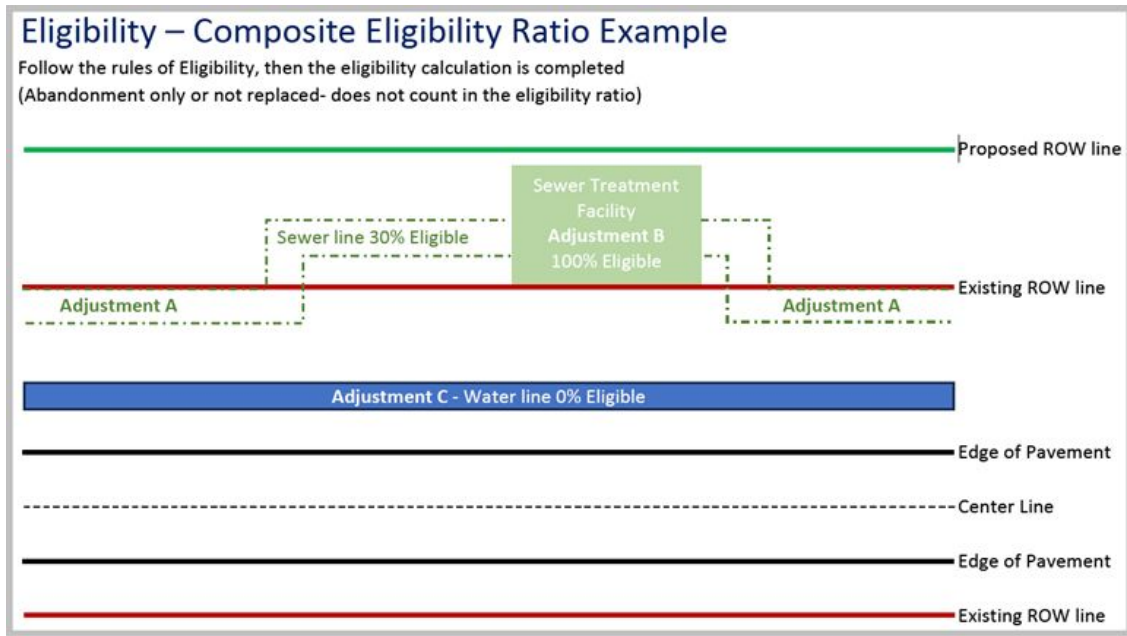 Eligibility – Composite Eligibility Ratio Example
Follow the rules of Eligibility, then the eligibility calculation is completed
(Abandonment only or not replaced- does not count in the eligibility ratio)
Proposed ROW line
Sewer Treatment
Facility
Adjustment B
100% Eligible
Sewer line 30% Eligible
Existing ROW line
Adjustment A
Adjustment A
Adjustment C - Water line 0% Eligible
Edge of Pavement
Center Line
Edge of Pavement
Existing ROW line